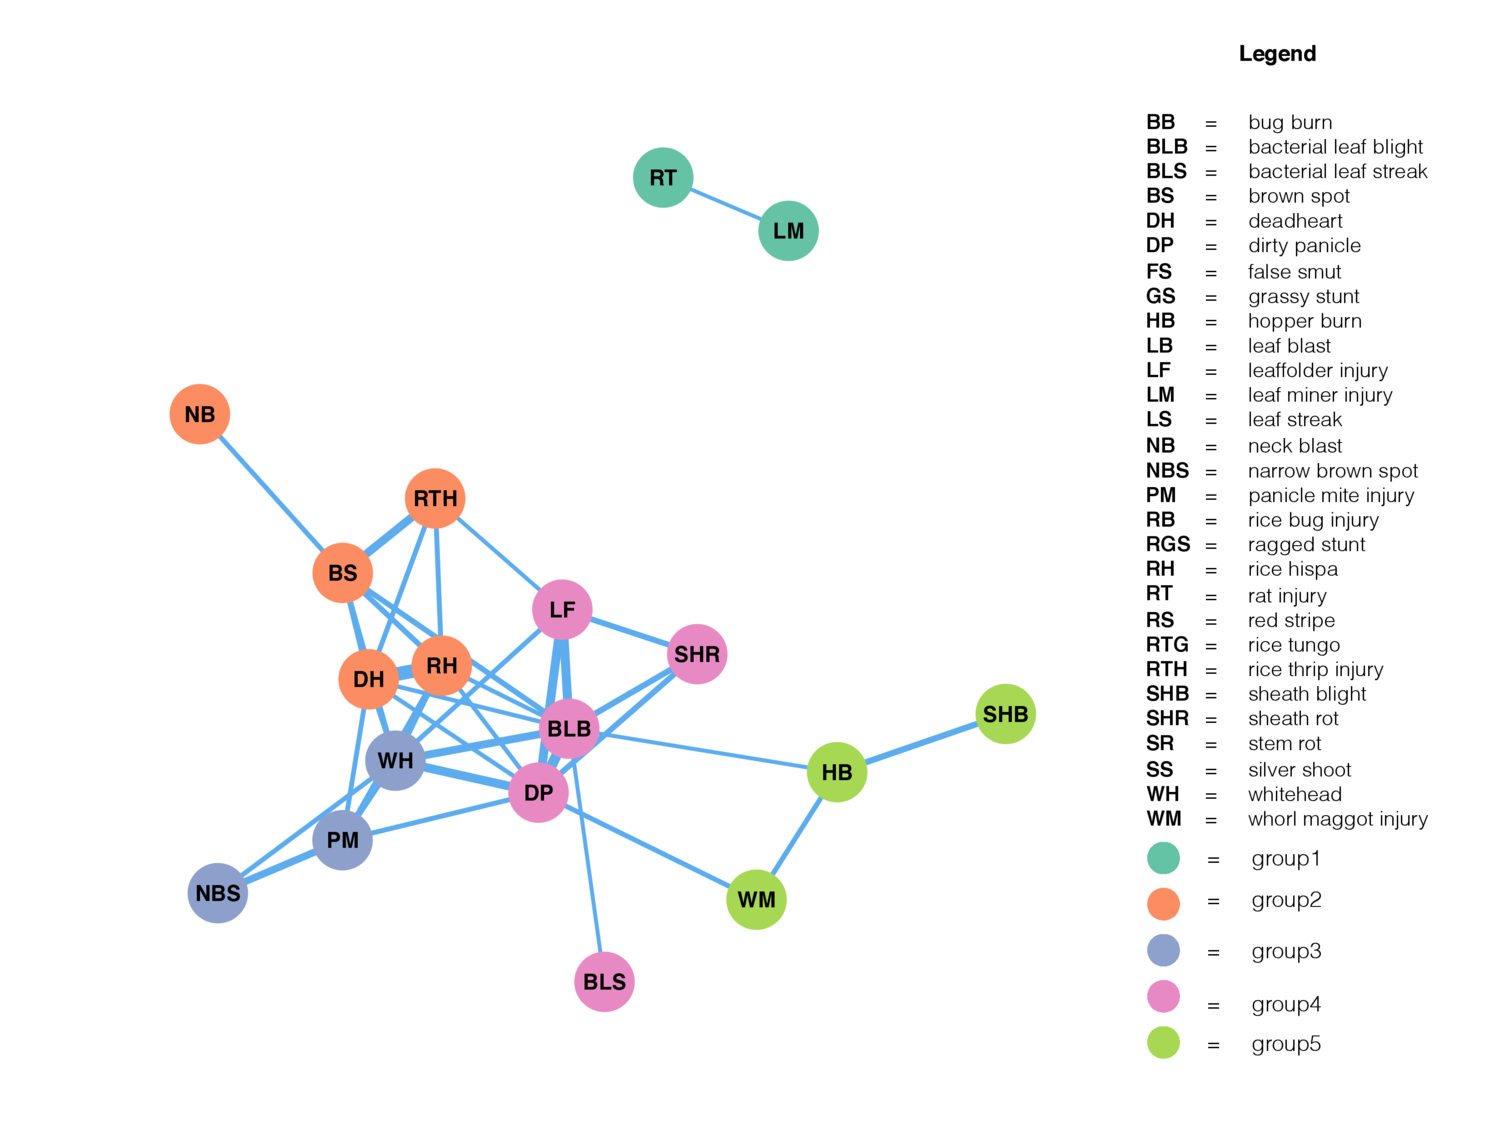 Legend
BB = bug burn
BLB = bacterial leaf blight
BLS = bacterial leaf streak
BS = brown spot
DH = deadheart
DP = dirty panicle
FS = false smut
GS = grassy stunt
HB = hopper burn
LB = leaf blast
LF = leaffolder injury
LM = leaf miner injury
LS = leaf streak
NB = neck blast
NBS = narrow brown spot
PM = panicle mite injury
RB = rice bug injury
RGS = ragged stunt
RH = rice hispa
RT = rat injury
RS = red stripe
RTG = rice tungo
RTH = rice thrip injury
SHB = sheath blight
SHR = sheath rot
SR = stem rot
SS = silver shoot
WH = whitehead
WM = whorl maggot injury
= group1
= group2
= group3
= group4
= group5
RT
LM
NB
RTH
BS
LF
SHR
RH
DH
SHB
BLB
WH
HB
DP
PM
NBS
WM
BLS